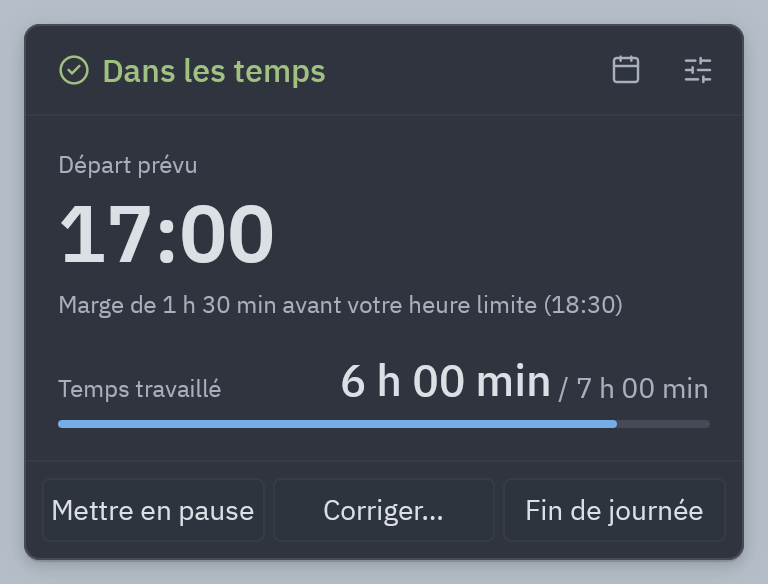 Dans les temps
Départ prévu
17:00
Marge de 1 h 30 min avant votre heure limite (18:30)
Temps travaillé 6 h 00 min / 7 h 00 min
Mettre en pause Corriger… Fin de journée